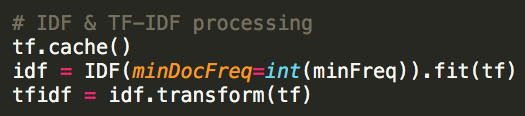 # IDF & TF-IDF processing
tf.cache()
idf = IDF(minDocFreq=int(minFreq)).fit(tf)
tfidf = idf.transform(tf)